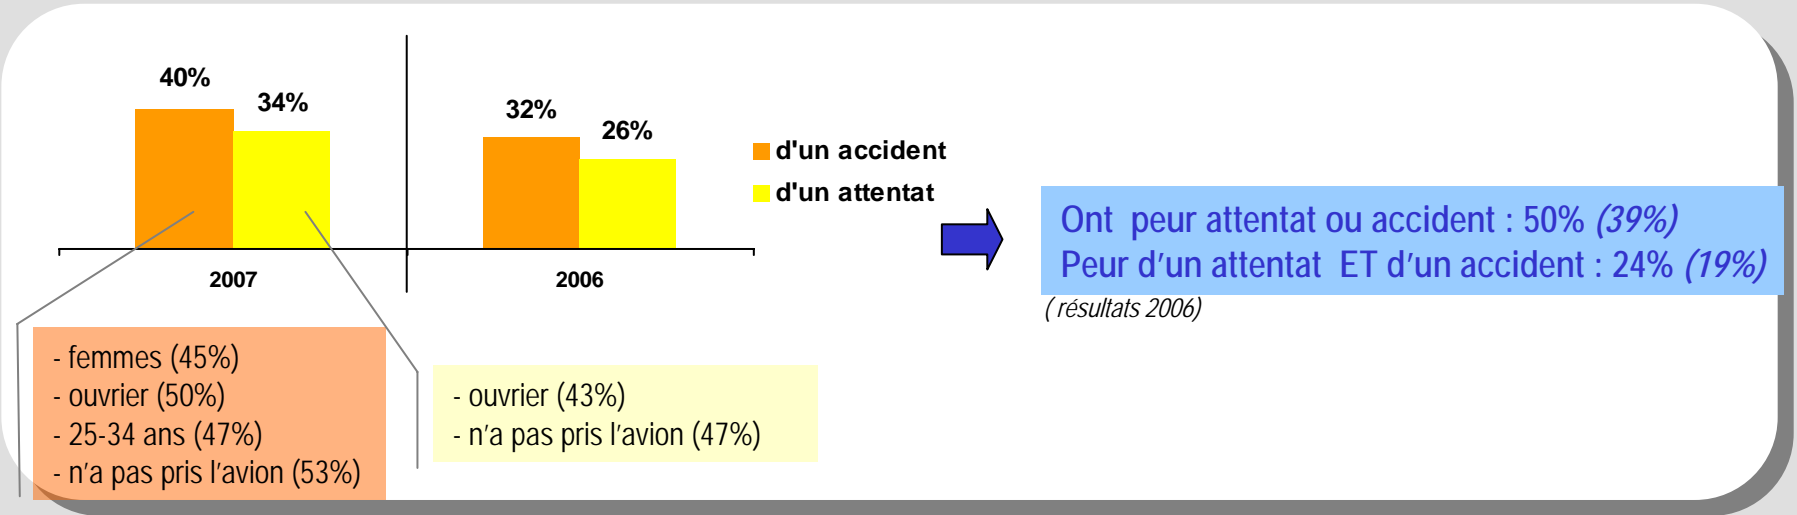 40%
34%
32%
26%
d'un accident
d'un attentat
2007
2006
Ont peur attentat ou accident : 50% (39%)
Peur d’un attentat ET d’un accident : 24% (19%)
( résultats 2006)
- femmes (45%)
- ouvrier (50%)
- 25-34 ans (47%)
- n’a pas pris l’avion (53%)
- ouvrier (43%)
- n’a pas pris l’avion (47%)